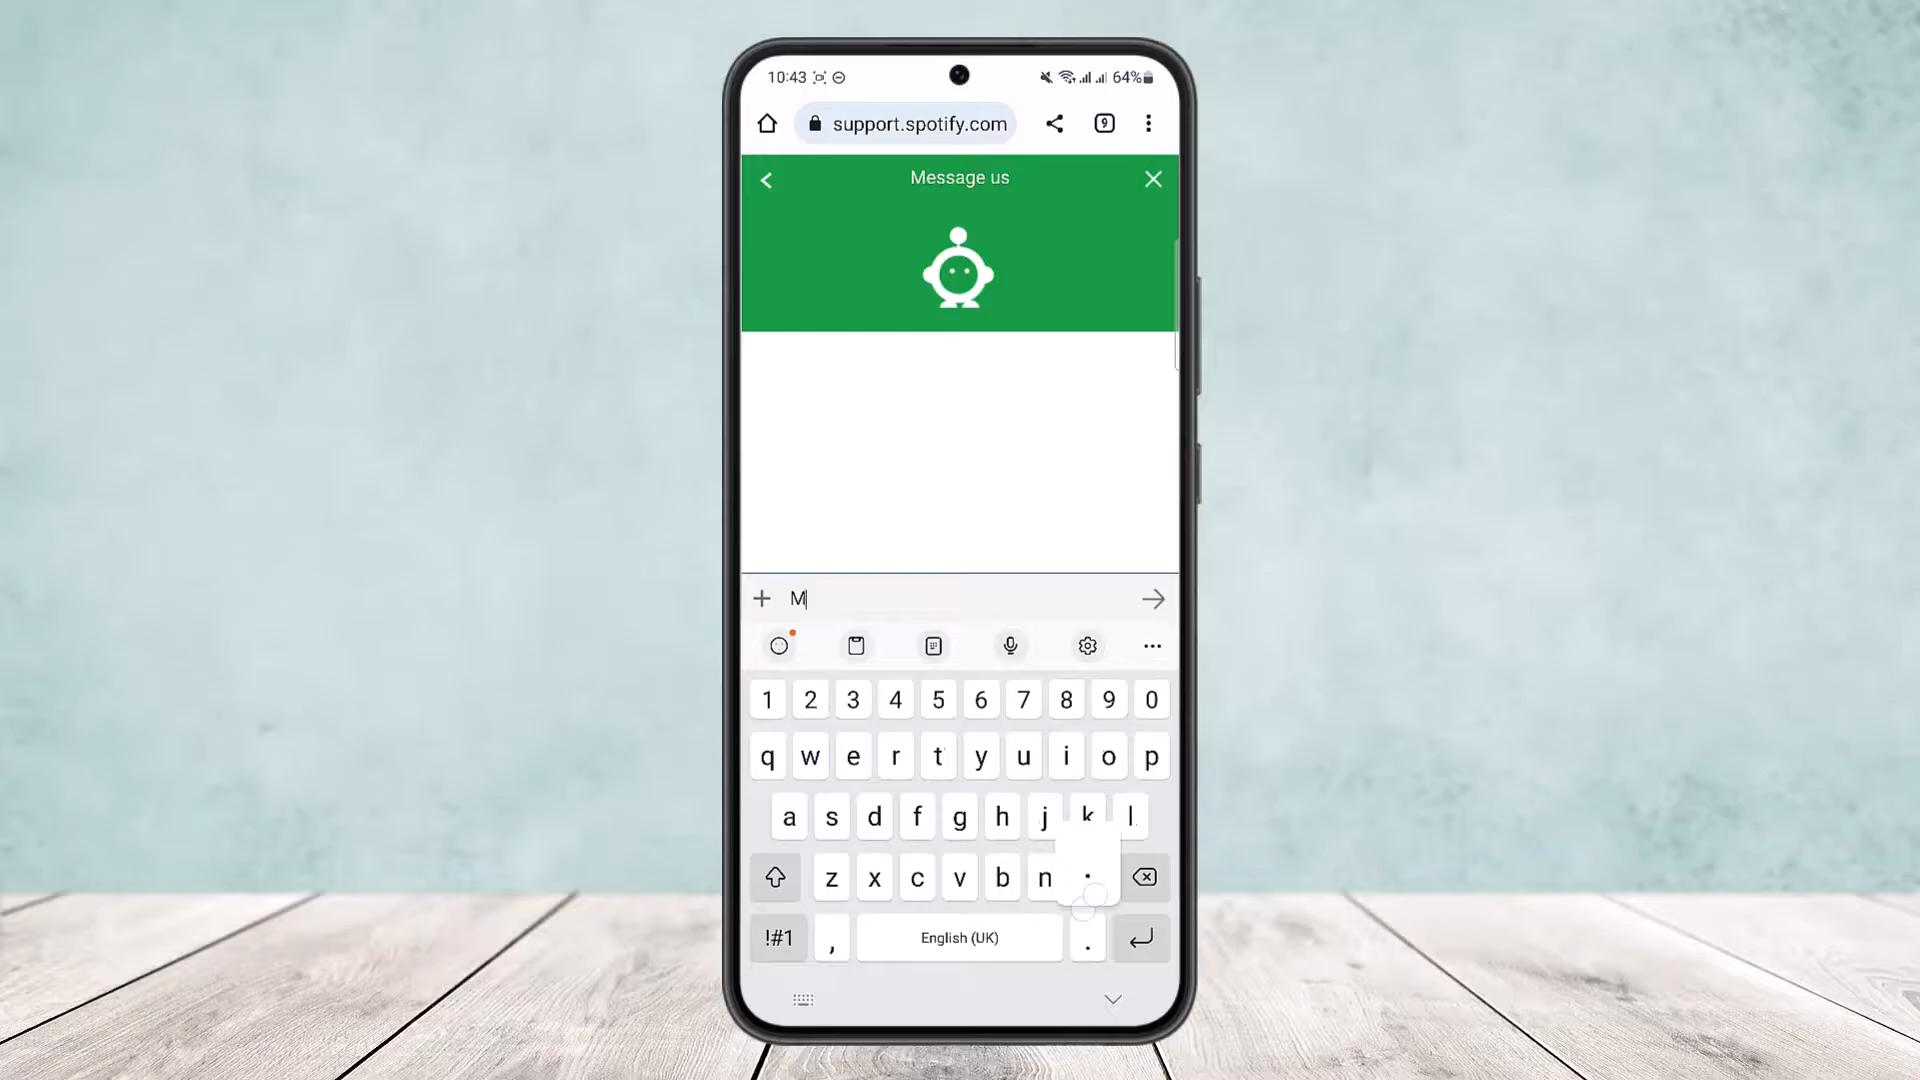 10:43 64%
support.spotify.com 9
Message us
M
1 2 3 4 5 6 7 8 9 0
q w e r t y u i o p
a s d f g h j k l
z x c v b n .
!#1 , English (UK) .